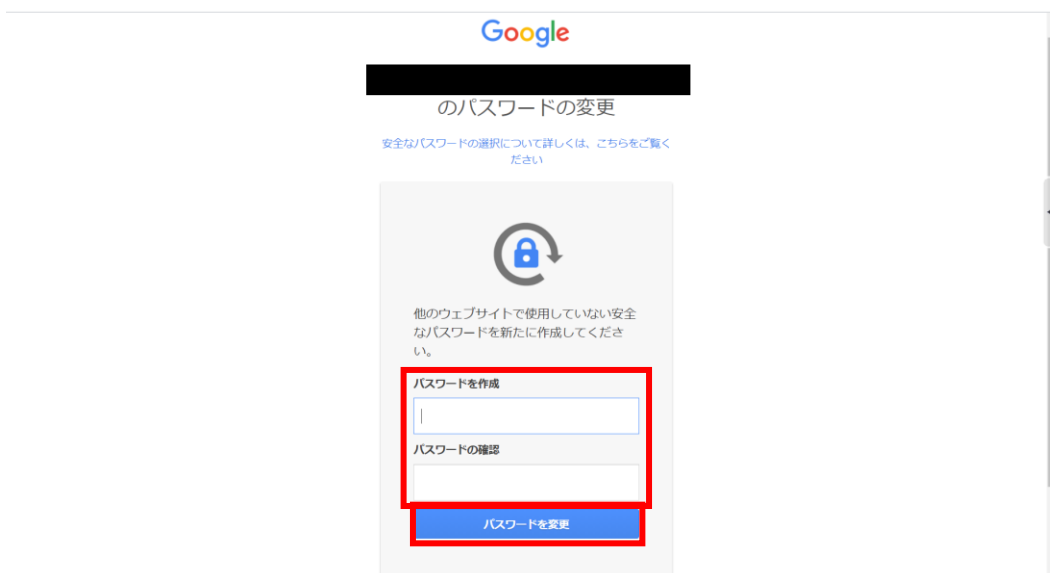 Google
のパスワードの変更
安全なパスワードの選択について詳しくは、こちらをご覧く
ださい
他のウェブサイトで使用していない安全
なパスワードを新たに作成してくださ
い。
パスワードを作成
パスワードの確認
パスワードを変更